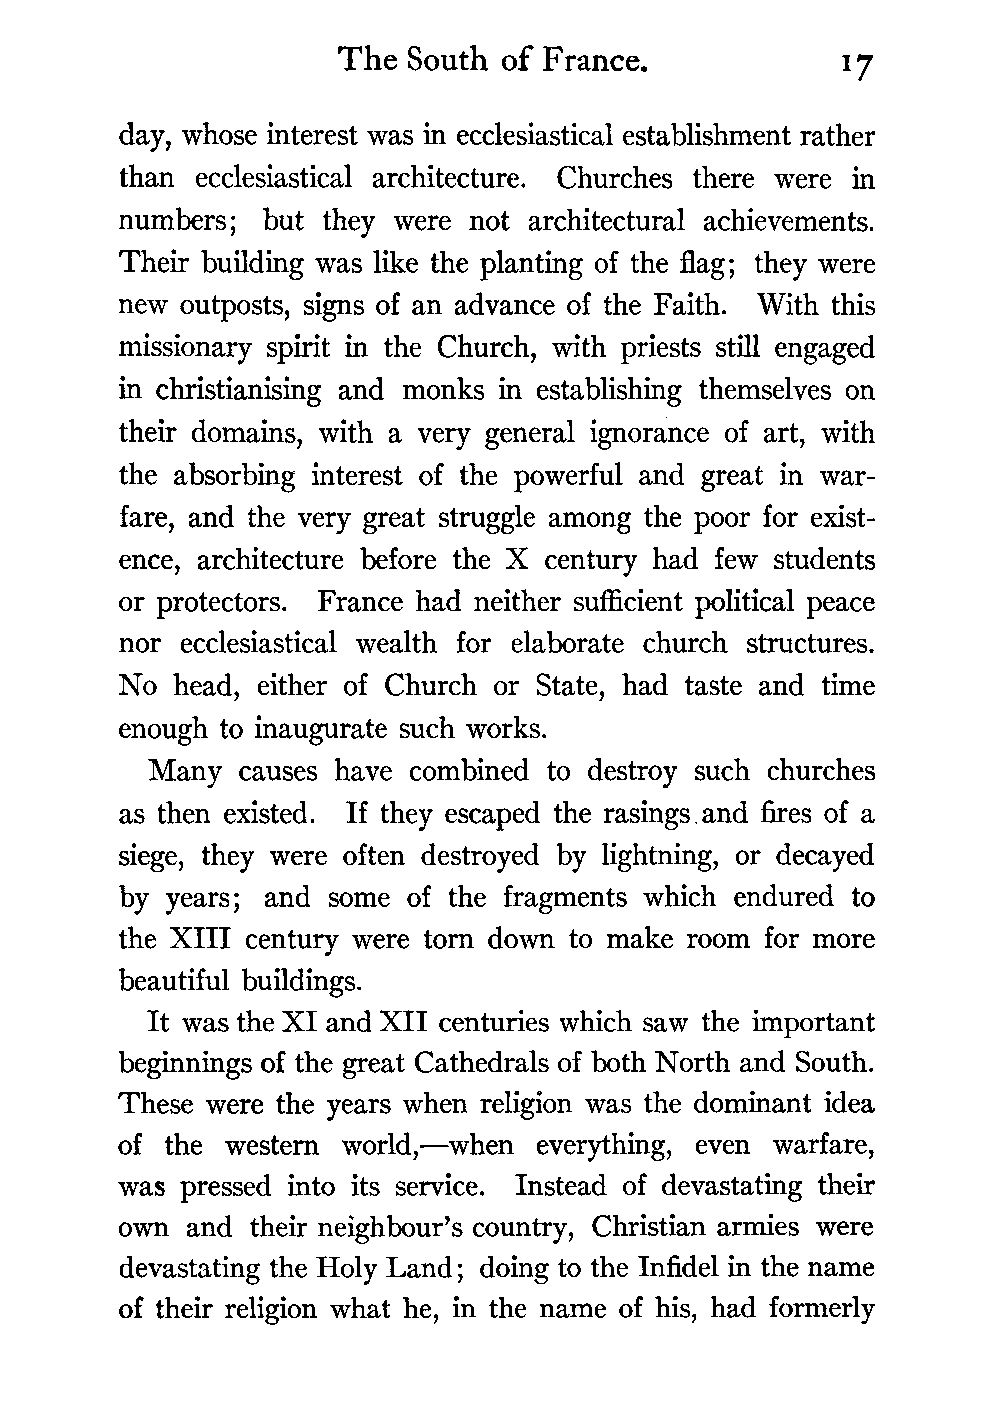 The South of France. 17
day, whose interest was in ecclesiastical establishment rather
than ecclesiastical architecture. Churches there were in
numbers; but they were not architectural achievements.
Their building was like the planting of the flag; they were
new outposts, signs of an advance of the Faith. With this
missionary spirit in the Church, with priests still engaged
in christianising and monks in establishing themselves on
their domains, with a very general ignorance of art, with
the absorbing interest of the powerful and great in war-
fare, and the very great struggle among the poor for exist-
ence, architecture before the X century had few students
or protectors. France had neither sufficient political peace
nor ecclesiastical wealth for elaborate church structures.
No head, either of Church or State, had taste and time
enough to inaugurate such works.
Many causes have combined to destroy such churches
as then existed. If they escaped the rasings and fires of a
siege, they were often destroyed by lightning, or decayed
by years; and some of the fragments which endured to
the XIII century were torn down to make room for more
beautiful buildings.
It was the XI and XII centuries which saw the important
beginnings of the great Cathedrals of both North and South.
These were the years when religion was the dominant idea
of the western world,—when everything, even warfare,
was pressed into its service. Instead of devastating their
own and their neighbour's country, Christian armies were
devastating the Holy Land; doing to the Infidel in the name
of their religion what he, in the name of his, had formerly